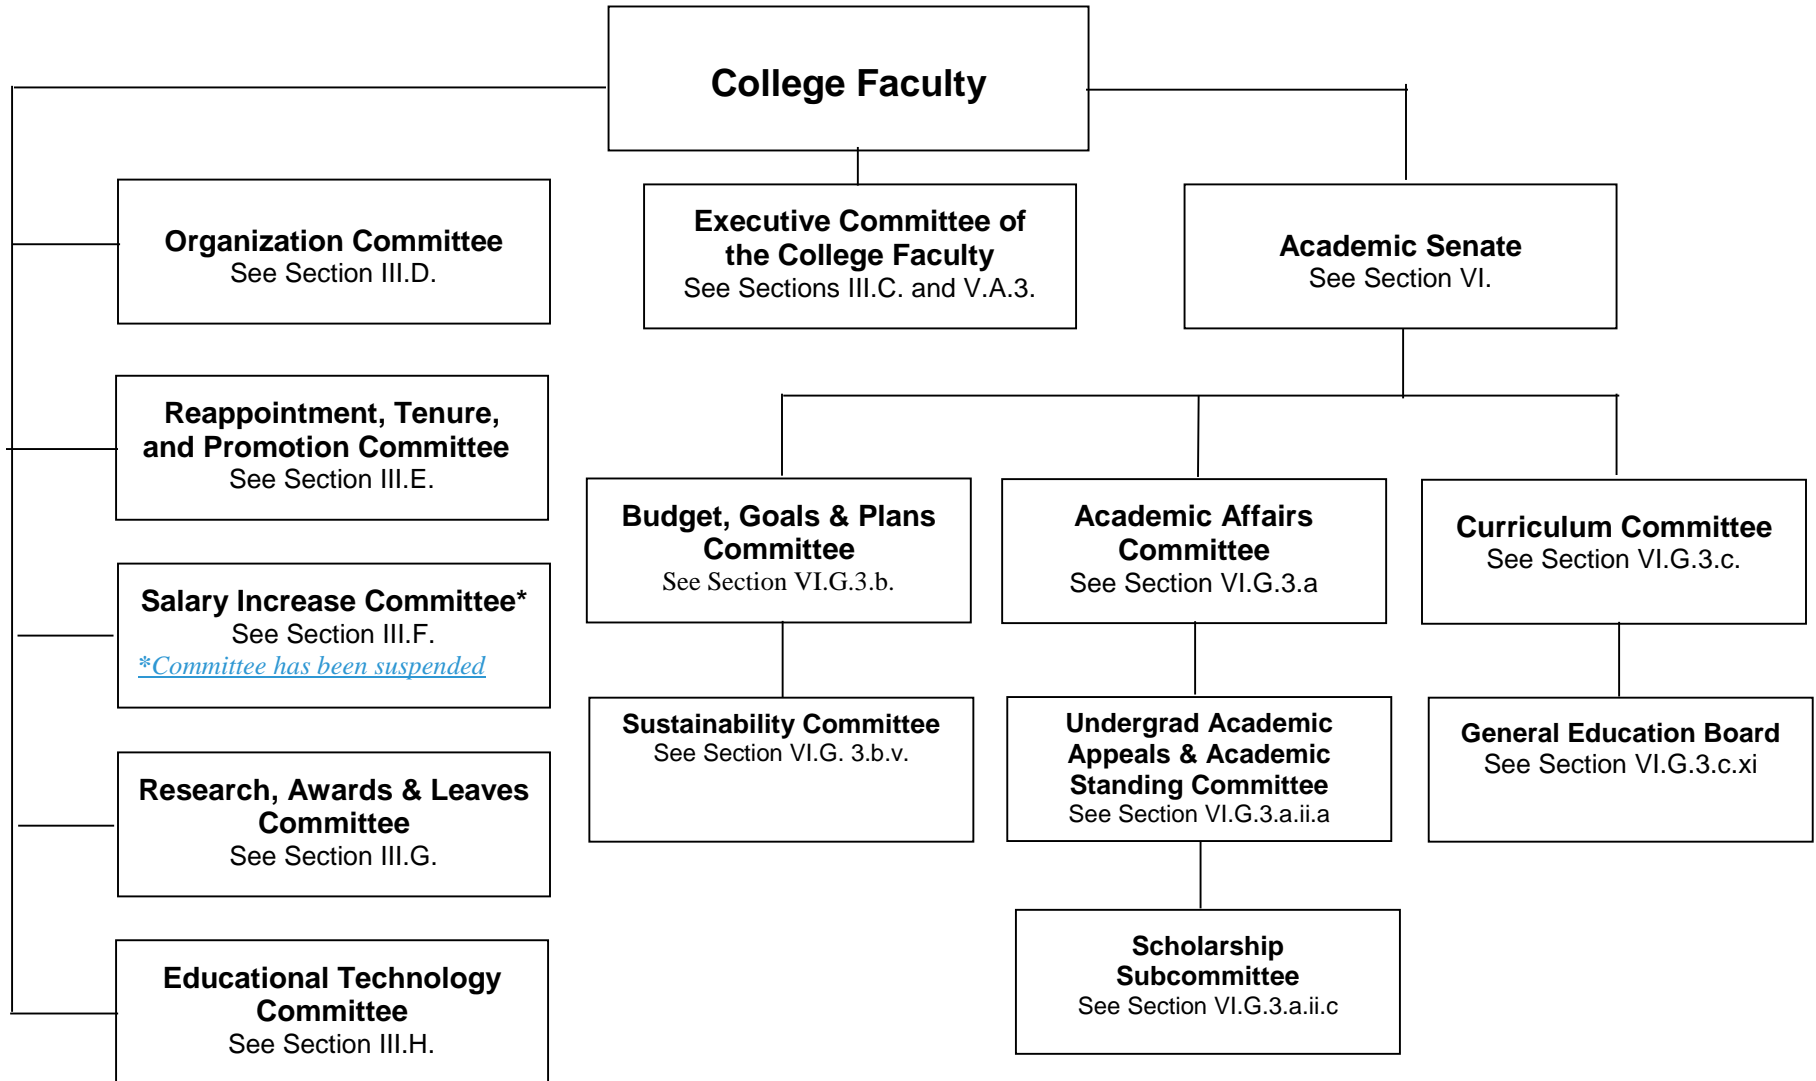 College Faculty
Organization Committee
See Section III.D.
Executive Committee of
the College Faculty
See Sections III.C. and V.A.3.
Academic Senate
See Section VI.
Reappointment, Tenure,
and Promotion Committee
See Section III.E.
Budget, Goals & Plans
Committee
See Section VI.G.3.b.
Academic Affairs
Committee
See Section VI.G.3.a
Curriculum Committee
See Section VI.G.3.c.
Salary Increase Committee*
See Section III.F.
*Committee has been suspended
Sustainability Committee
See Section VI.G. 3.b.v.
Undergrad Academic
Appeals & Academic
Standing Committee
See Section VI.G.3.a.ii.a
General Education Board
See Section VI.G.3.c.xi
Research, Awards & Leaves
Committee
See Section III.G.
Scholarship
Subcommittee
See Section VI.G.3.a.ii.c
Educational Technology
Committee
See Section III.H.